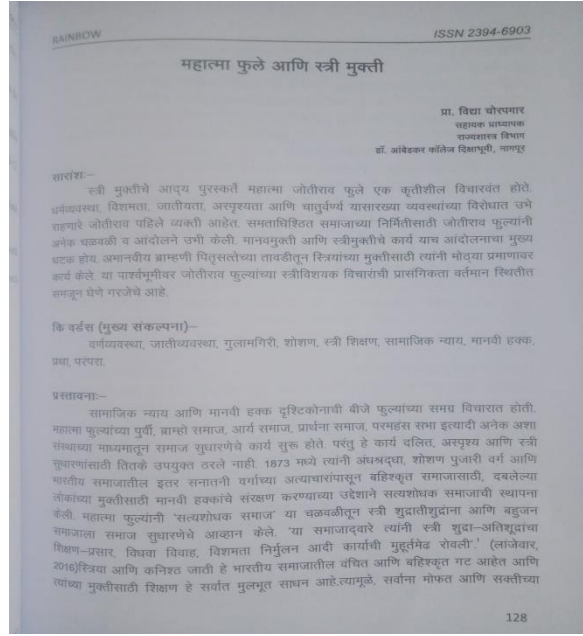 RAINBOW
ISSN 2394-6903
महात्मा फुले आणि स्त्री मुक्ती
प्रा. विद्या चोरपगार
सहायक प्राध्यापक
राज्यशास्त्र विभाग
डॉ. आंबेडकर कॉलेज दिक्षाभूमी, नागपूर
सारांशः–
स्त्री मुक्तीचे आद्य पुरस्कर्ते महात्मा जोतीराव फुले एक कृतीशील विचारवंत होते.
धर्मव्यवस्था, विशमता, जातीयता, अस्पृश्यता आणि चातुर्वर्ण्य यासारख्या व्यवस्थांच्या विरोधात उभे
राहणारे जोतीराव पहिले व्यक्ती आहेत. समताधिश्ठित समाजाच्या निर्मितीसाठी जोतीराव फुल्यांनी
अनेक चळवळी व आंदोलने उभी केली. मानवमुक्ती आणि स्त्रीमुक्तीचे कार्य याच आंदोलनाचा मुख्य
घटक होय. अमानवीय ब्राम्हणी पितृसत्तेच्या तावडीतून स्त्रियांच्या मुक्तीसाठी त्यांनी मोठ्या प्रमाणावर
कार्य केले. या पार्श्वभूमीवर जोतीराव फुल्यांच्या स्त्रीविशयक विचारांची प्रासंगिकता वर्तमान स्थितीत
समजून घेणे गरजेचे आहे.
कि वर्डस (मुख्य संकल्पना)–
वर्णव्यवस्था, जातीव्यवस्था, गुलामगिरी, शोशण, स्त्री शिक्षण, सामाजिक न्याय, मानवी हक्क,
प्रथा, परंपरा.
प्रस्तावनाः–
सामाजिक न्याय आणि मानवी हक्क दृश्टिकोनाची बीजे फुल्यांच्या समग्र विचारात होती.
महात्मा फुल्यांच्या पुर्वी, ब्राम्हो समाज, आर्य समाज, प्रार्थना समाज, परमहंस सभा इत्यादी अनेक अशा
संस्थांच्या माध्यमातून समाज सुधारणेचे कार्य सुरू होते. परंतु हे कार्य दलित, अस्पृश्य आणि स्त्री
सुधारणांसाठी तितके उपयुक्त ठरले नाही. 1873 मध्ये त्यांनी अंधश्रद्धा, शोशण पुजारी वर्ग आणि
भारतीय समाजातील इतर सनातनी वर्गाच्या अत्याचारांपासून बहिश्कृत समाजासाठी, दबलेल्या
लोकांच्या मुक्तीसाठी मानवी हक्कांचे संरक्षण करण्याच्या उद्देशाने सत्यशोधक समाजाची स्थापना
केली. महात्मा फुल्यांनी 'सत्यशोधक समाज' या चळवळीतून स्त्री शुद्रातीशुद्रांना आणि बहुजन
समाजाला समाज सुधारणेचे आव्हान केले. 'या समाजाद्वारे त्यांनी स्त्री शुद्रा–अतिशूद्रांचा
शिक्षण–प्रसार, विधवा विवाह, विशमता निर्मुलन आदी कार्याची मुहूर्तमेढ रोवली'.' (लांजेवार,
2016)स्त्रिया आणि कनिश्ठ जाती हे भारतीय समाजातील वंचित आणि बहिश्कृत गट आहेत आणि
त्यांच्या मुक्तीसाठी शिक्षण हे सर्वात मुलभूत साधन आहे.त्यामूळे, सर्वांना मोफत आणि सक्तीच्या
128